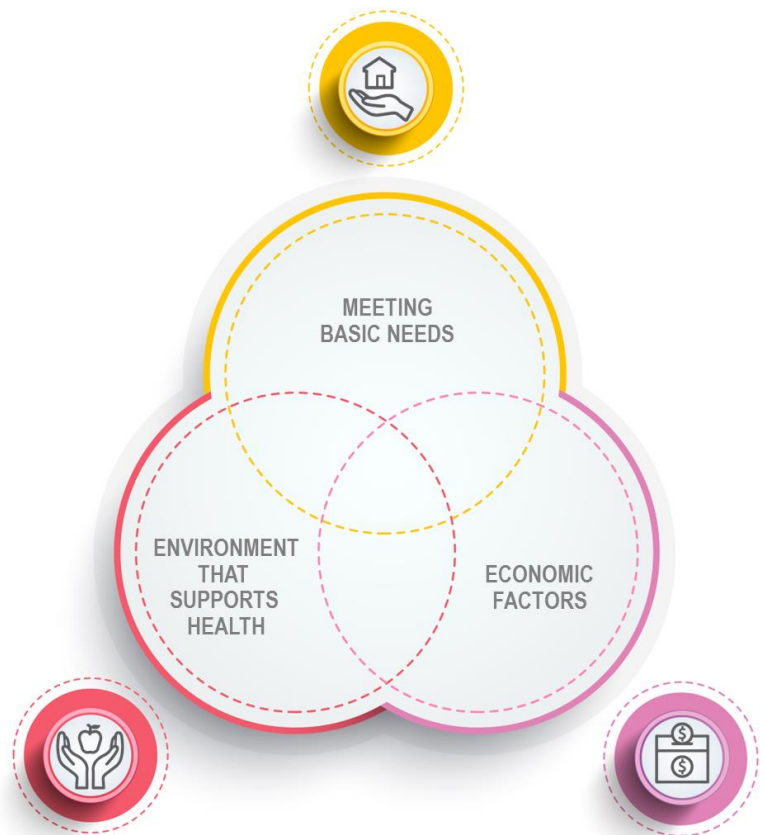 MEETING
BASIC NEEDS
ENVIRONMENT
THAT
SUPPORTS
HEALTH
ECONOMIC
FACTORS
$
$